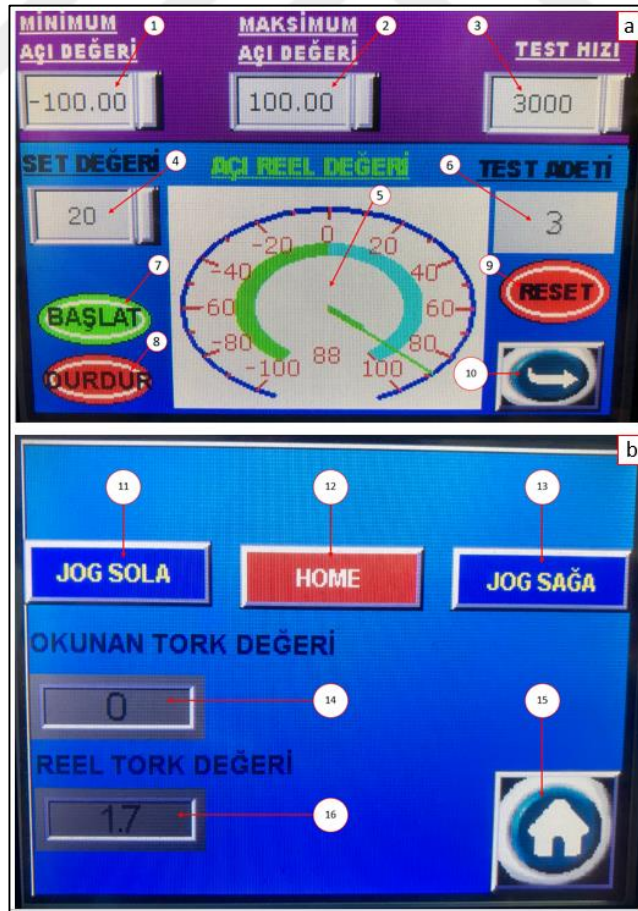 a
MİNİMUM
AÇI DEĞERİ
1
MAKSİMUM
AÇI DEĞERİ
2
3
TEST HIZI
-100.00
100.00
3000
SET DEĞERİ
4
AÇI REEL DEĞERİ
5
6
TEST ADETİ
20
3
0
-20
20
-40
40
-60
60
-80
80
-100
88
100
7
BAŞLAT
8
DURDUR
9
RESET
10
b
11
12
13
JOG SOLA
HOME
JOG SAĞA
OKUNAN TORK DEĞERİ
0
14
15
REEL TORK DEĞERİ
1.7
16